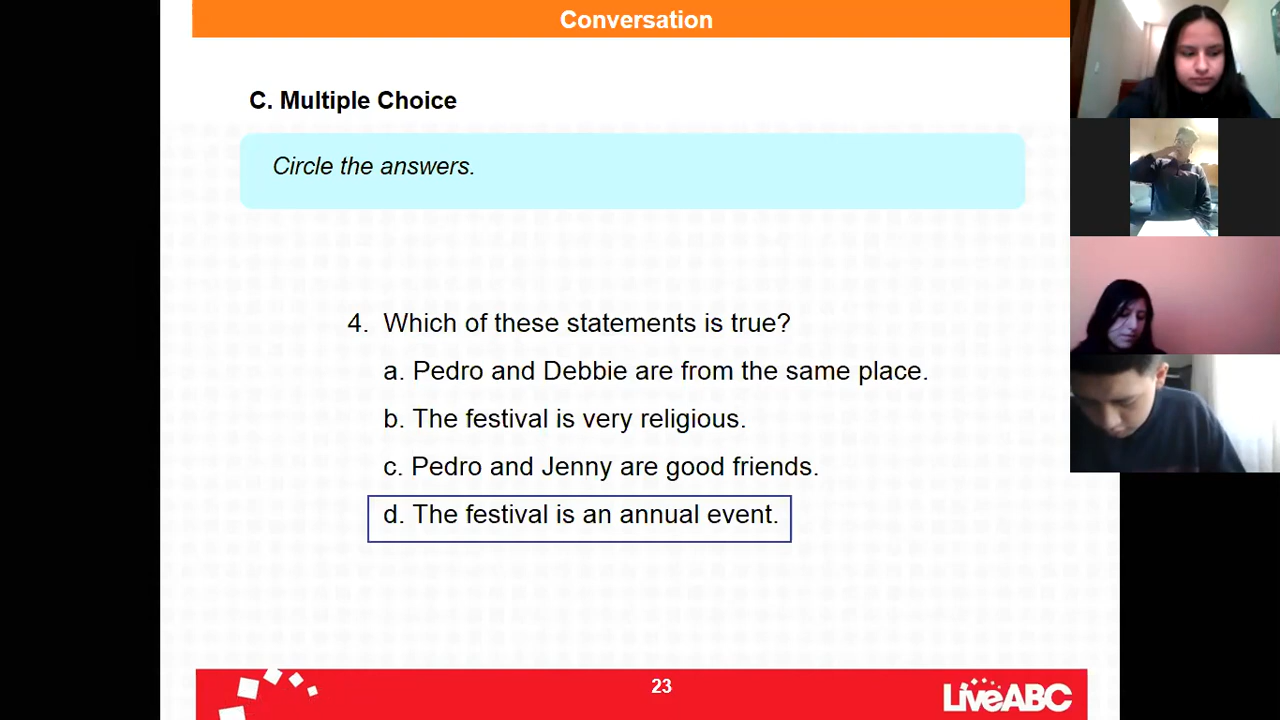 Conversation
C. Multiple Choice
Circle the answers.
4. Which of these statements is true?
a. Pedro and Debbie are from the same place.
b. The festival is very religious.
c. Pedro and Jenny are good friends.
d. The festival is an annual event.
23
LiveABC